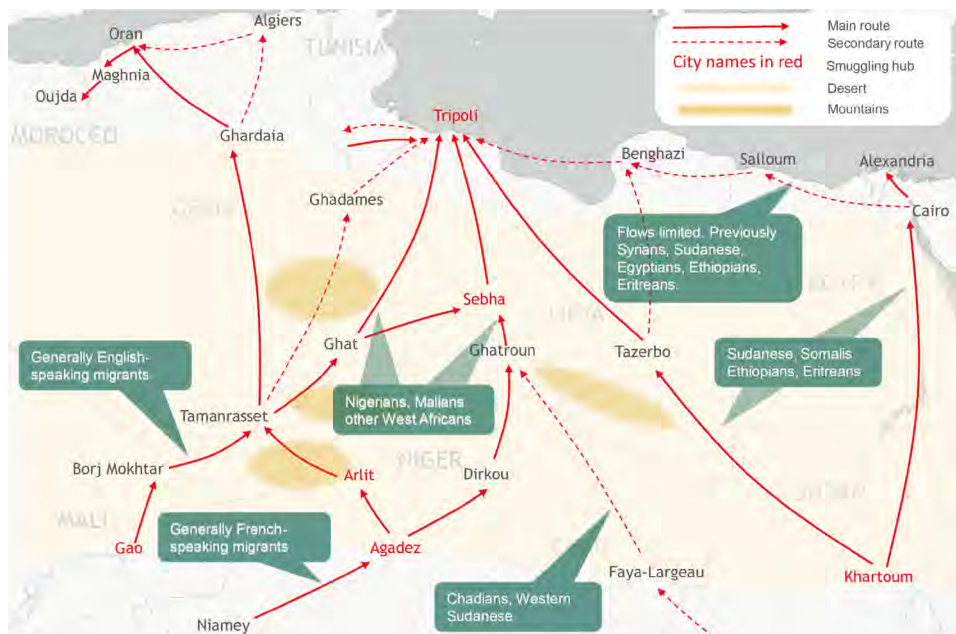 Algiers
Oran
TUNISIA
Maghnia
Oujda
MOROCCO
Ghardaia
Main route
Secondary route
City names in red
Smuggling hub
Desert
Mountains
Tripoli
Benghazi
Salloum
Alexandria
Ghadames
Cairo
Flows limited. Previously
Syrians, Sudanese,
Egyptians, Ethiopians,
Eritreans.
Sebha
Ghat
Ghatroun
Tazerbo
Generally English-
speaking migrants
Sudanese, Somalis
Ethiopians, Eritreans
Nigerians, Malians
other West Africans
Tamanrasset
Borj Mokhtar
Arlit
NIGER
Dirkou
MALI
Gao
Generally French-
speaking migrants
Agadez
Faya-Largeau
Khartoum
Chadians, Western
Sudanese
Niamey